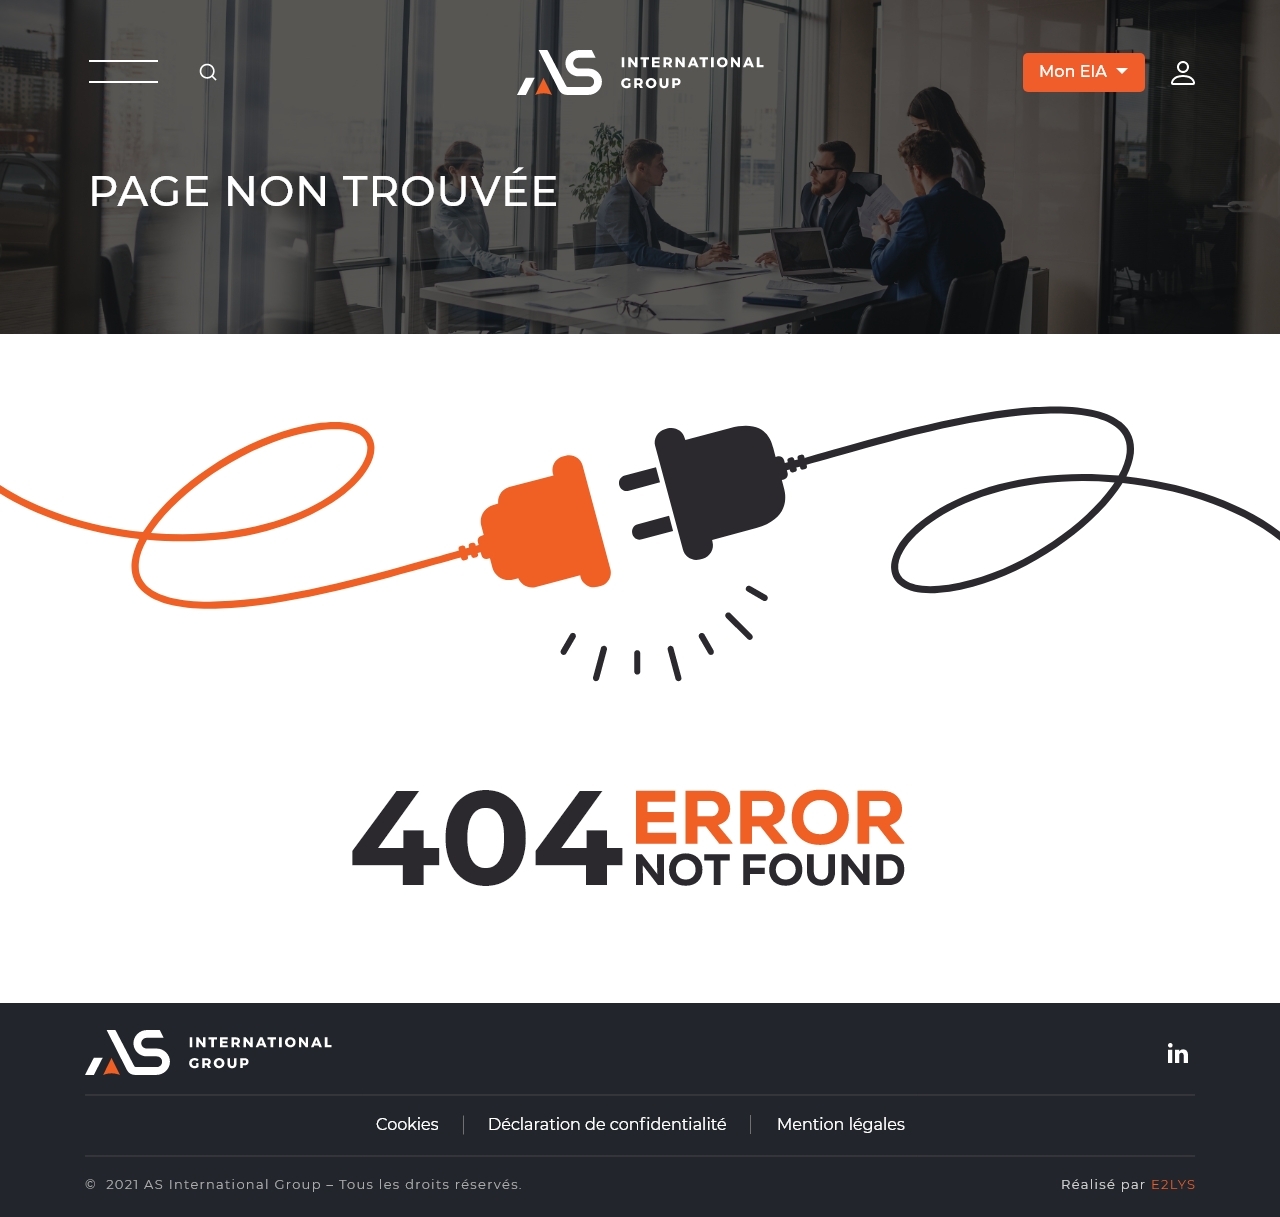 AS INTERNATIONAL
GROUP
Mon EIA
PAGE NON TROUVÉE
404 ERROR
NOT FOUND
AS INTERNATIONAL
GROUP
in
Cookies
Déclaration de confidentialité
Mention légales
© 2021 AS International Group – Tous les droits réservés.
Réalisé par E2LYS